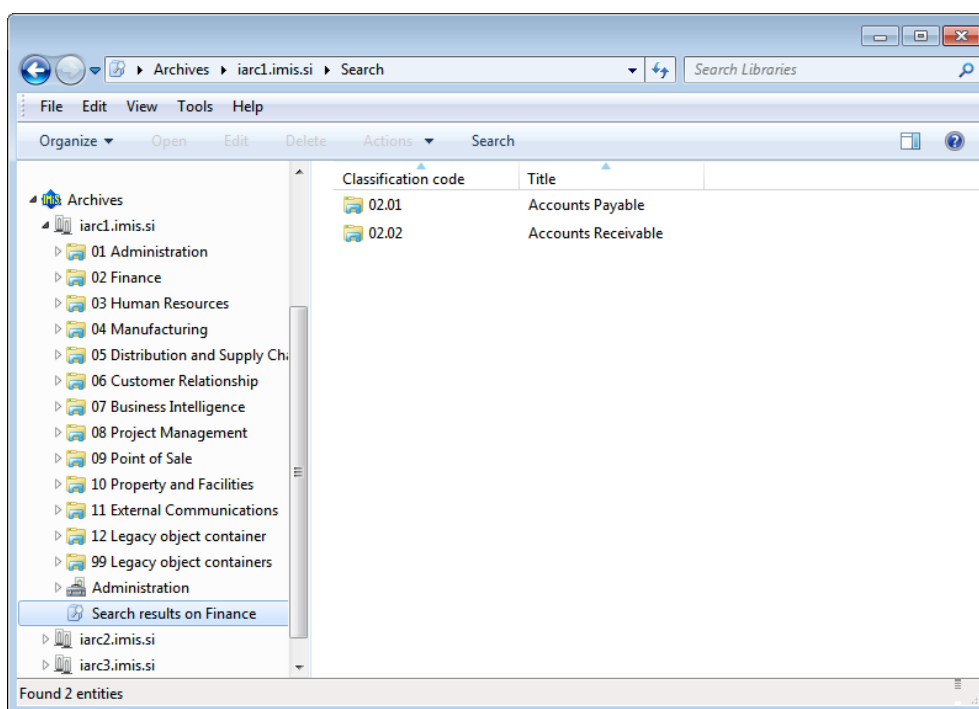 Archives iarc1.imis.si Search Search Libraries
File Edit View Tools Help
Organize Open Edit Delete Actions Search
Classification code Title
02.01 Accounts Payable
02.02 Accounts Receivable
IMiS Archives
iarc1.imis.si
01 Administration
02 Finance
03 Human Resources
04 Manufacturing
05 Distribution and Supply Cha
06 Customer Relationship
07 Business Intelligence
08 Project Management
09 Point of Sale
10 Property and Facilities
11 External Communications
12 Legacy object container
99 Legacy object containers
Administration
Search results on Finance
iarc2.imis.si
iarc3.imis.si
Found 2 entities